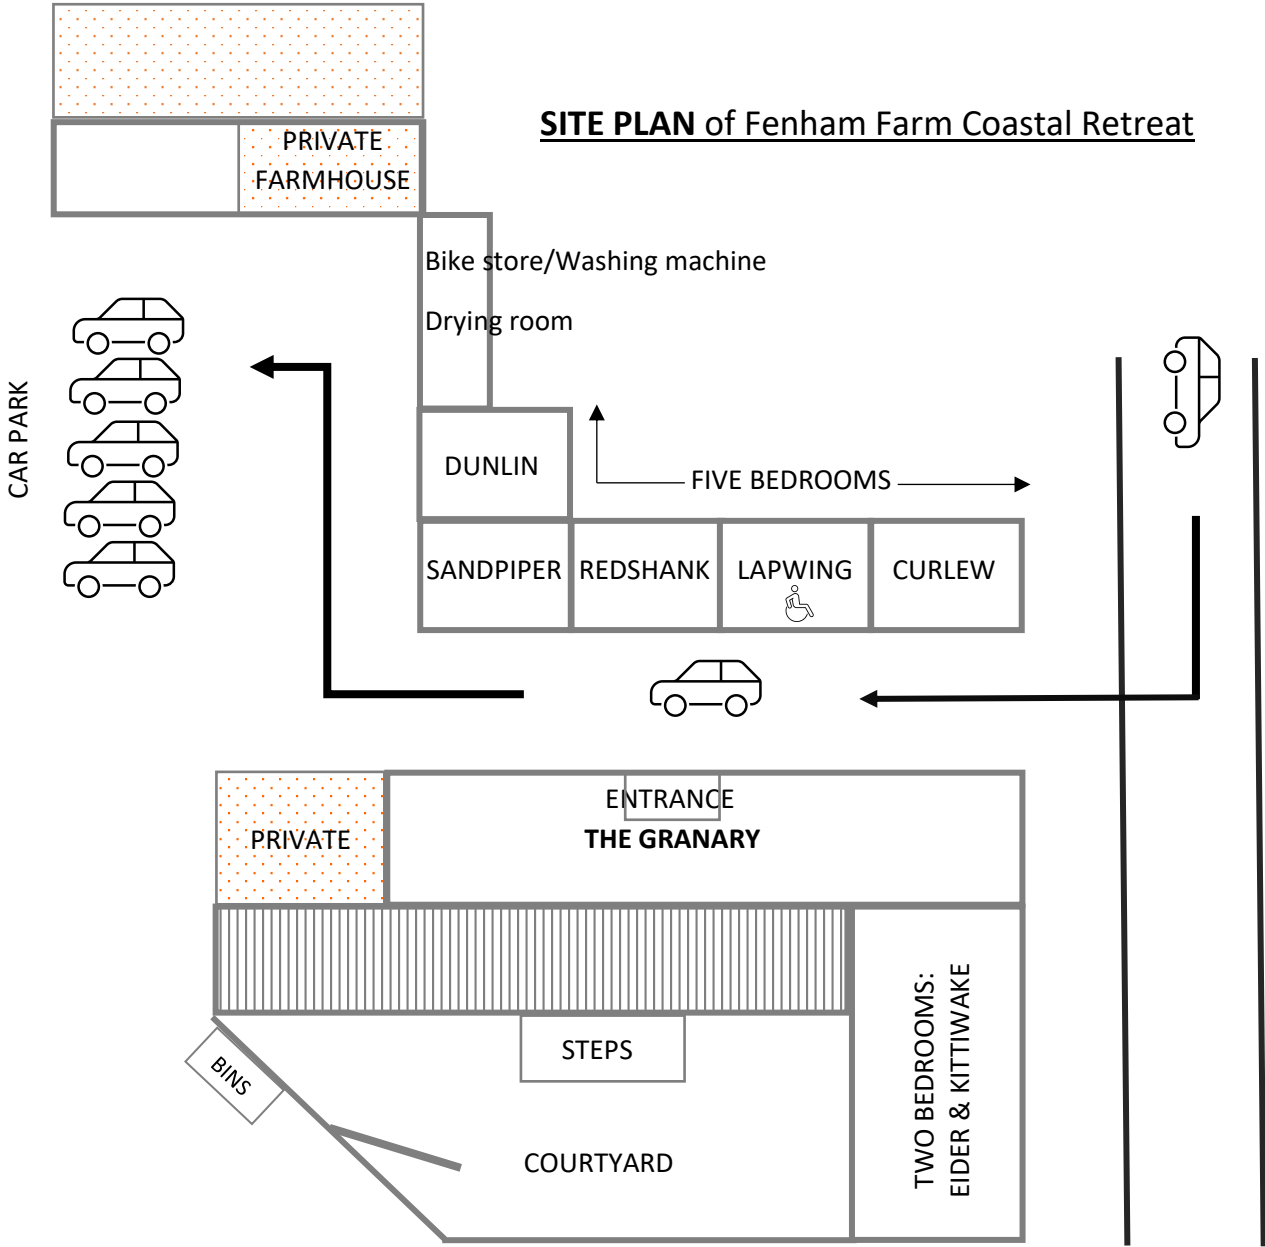 SITE PLAN of Fenham Farm Coastal Retreat
PRIVATE
FARMHOUSE
Bike store/Washing machine
Drying room
CAR PARK
DUNLIN
FIVE BEDROOMS
SANDPIPER
REDSHANK
LAPWING
CURLEW
ENTRANCE
THE GRANARY
PRIVATE
STEPS
BINS
COURTYARD
TWO BEDROOMS:
EIDER & KITTIWAKE